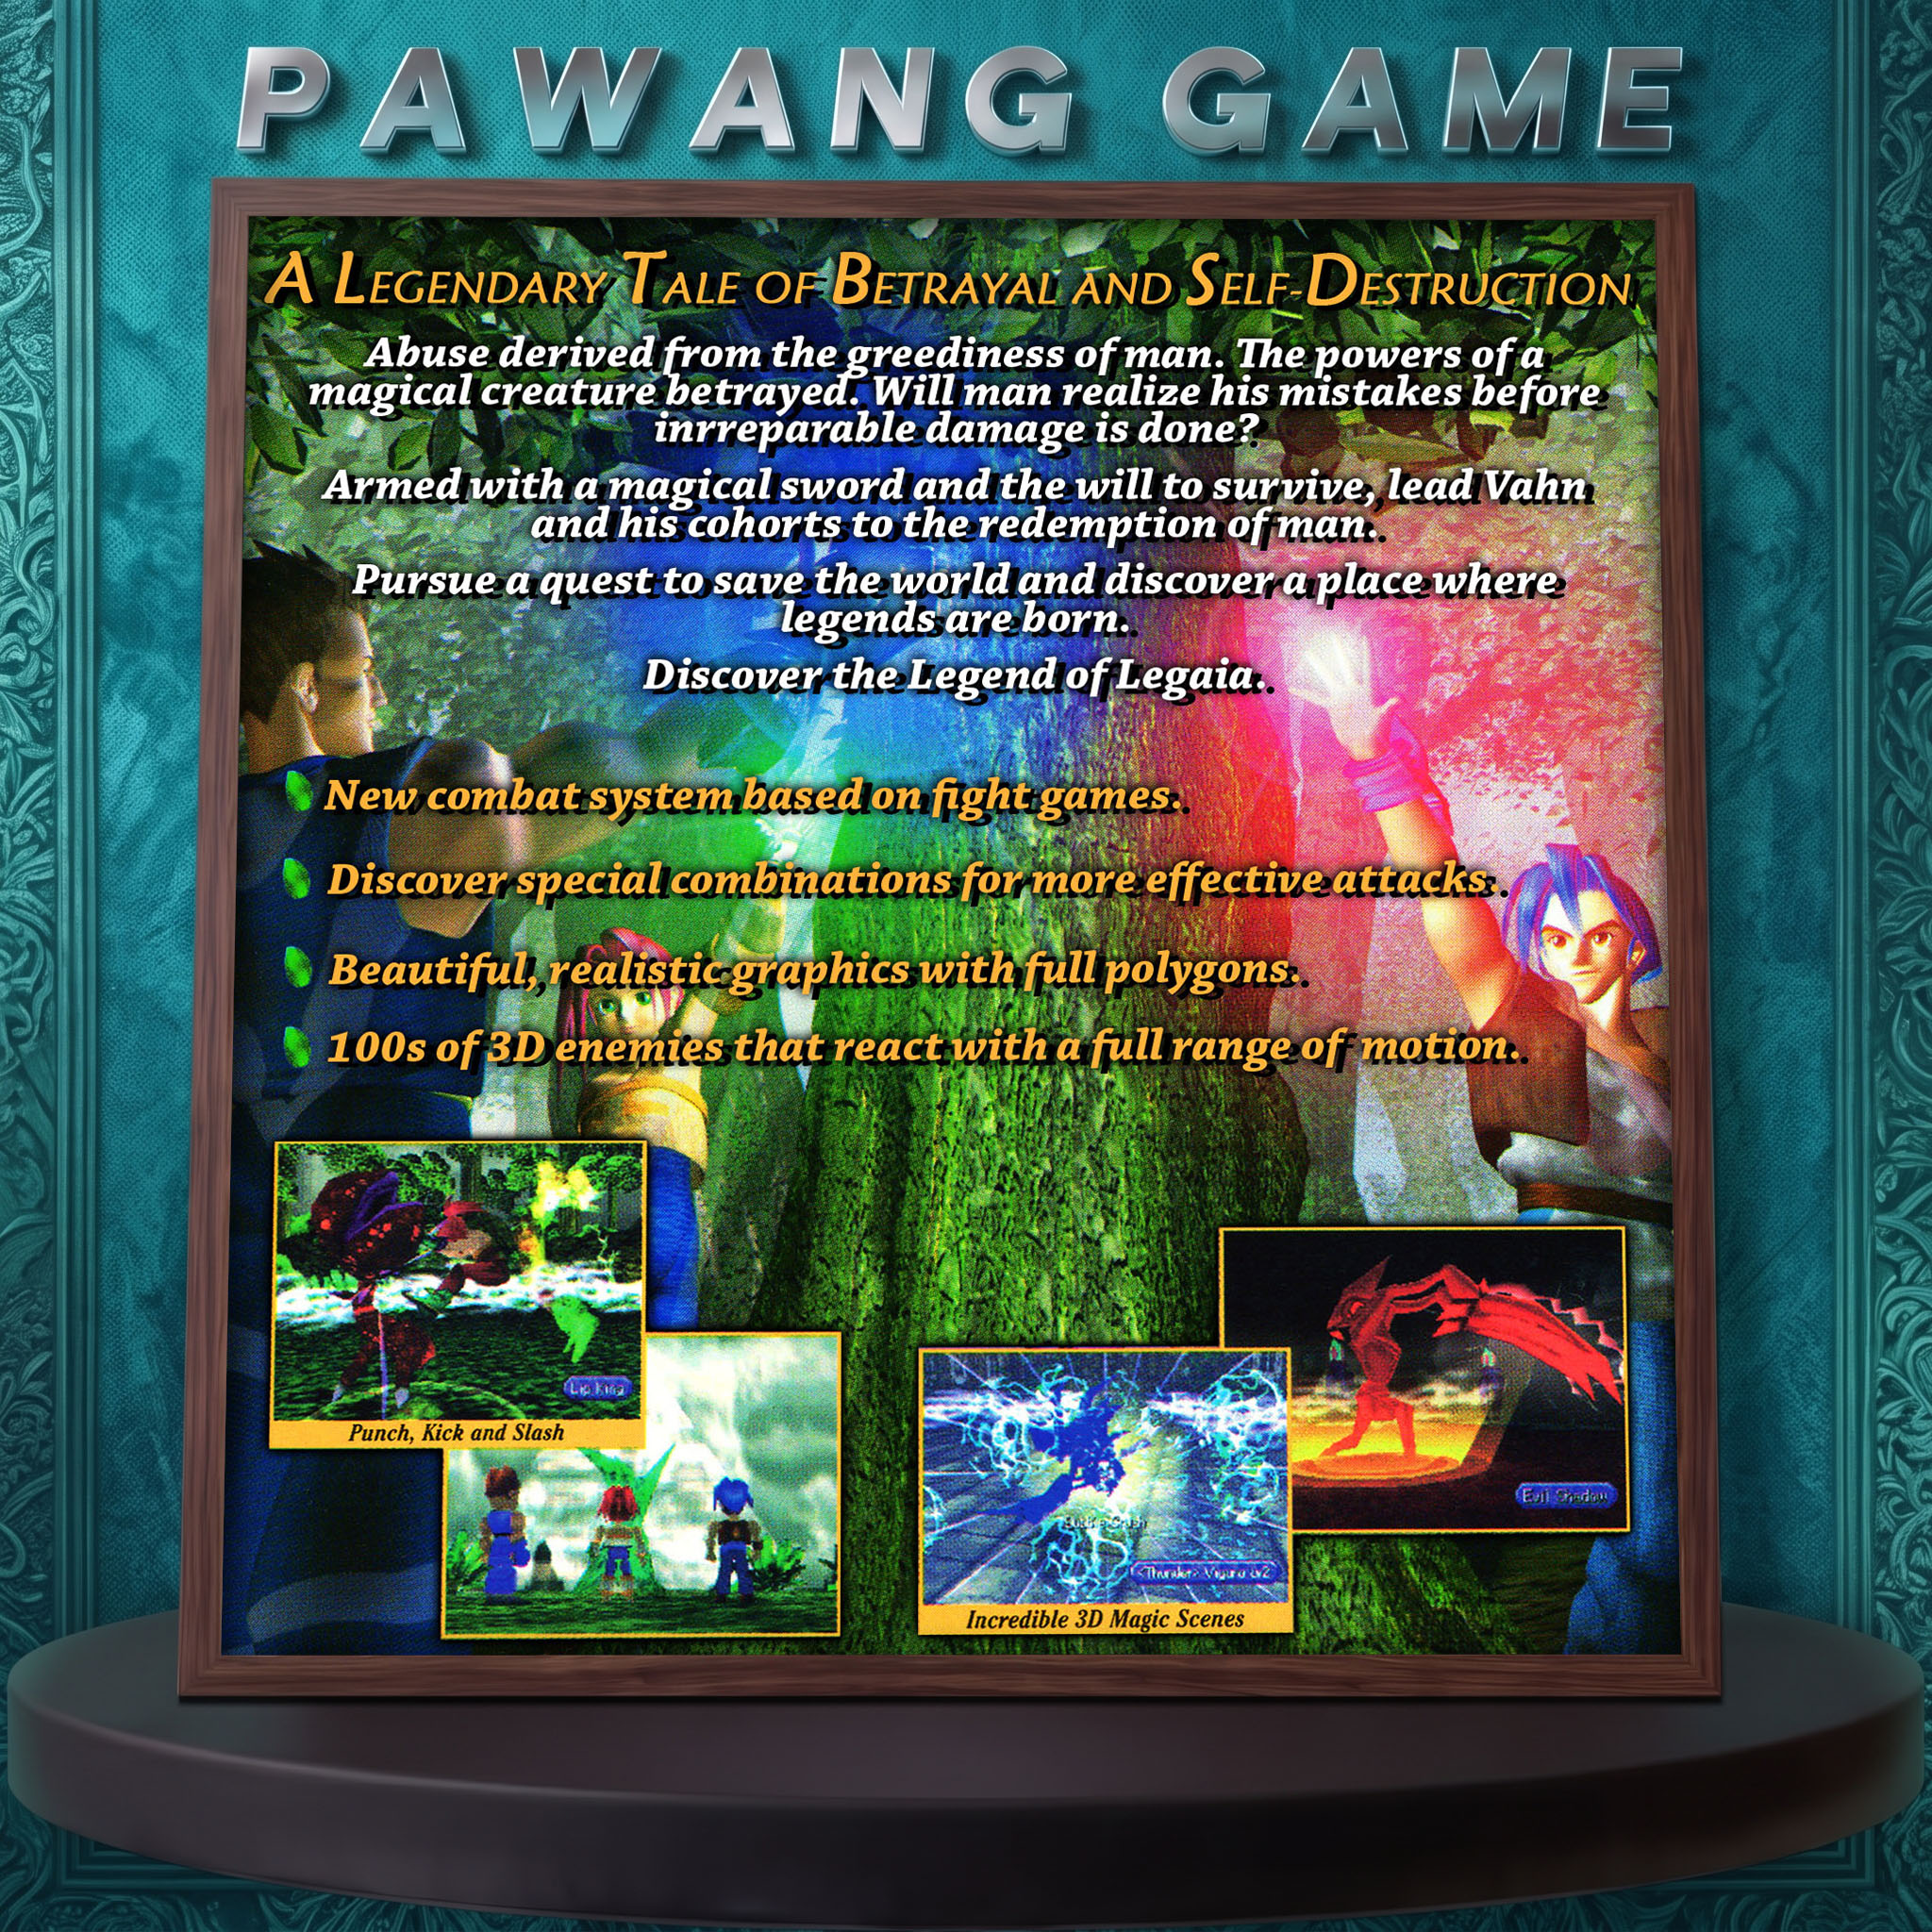 PAWANG GAME
A LEGENDARY TALE OF BETRAYAL AND SELF-DESTRUCTION
Abuse derived from the greediness of man. The powers of a
magical creature betrayed. Will man realize his mistakes before
inrreparable damage is done?
Armed with a magical sword and the will to survive, lead Vahn
and his cohorts to the redemption of man.
Pursue a quest to save the world and discover a place where
legends are born.
Discover the Legend of Legaia.
New combat system based on fight games.
Discover special combinations for more effective attacks.
Beautiful, realistic graphics with full polygons.
100s of 3D enemies that react with a full range of motion.
Punch, Kick and Slash
Evil Shadow
Incredible 3D Magic Scenes